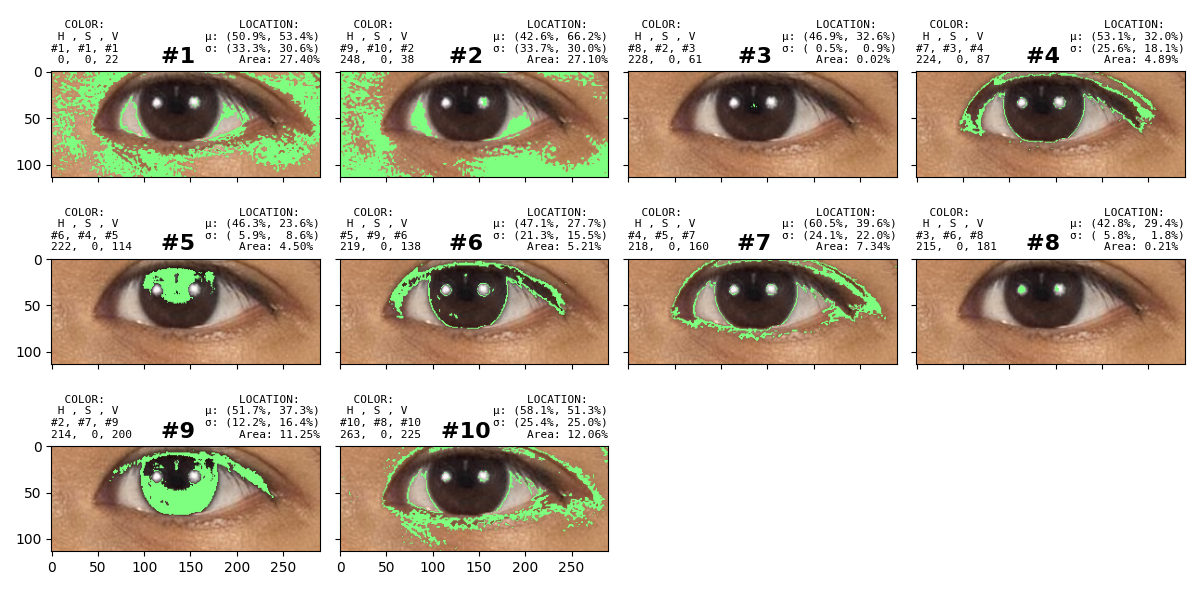 COLOR: LOCATION:
H , S , V μ: (50.9%, 53.4%)
#1, #1, #1 σ: (33.3%, 30.6%)
0, 0, 22 #1 Area: 27.40%
COLOR: LOCATION:
H , S , V μ: (42.6%, 66.2%)
#9, #10, #2 σ: (33.7%, 30.0%)
248, 0, 38 #2 Area: 27.10%
COLOR: LOCATION:
H , S , V μ: (46.9%, 32.6%)
#8, #2, #3 σ: ( 0.5%, 0.9%)
228, 0, 61 #3 Area: 0.02%
COLOR: LOCATION:
H , S , V μ: (53.1%, 32.0%)
#7, #3, #4 σ: (25.6%, 18.1%)
224, 0, 87 #4 Area: 4.89%
0
50
100
COLOR: LOCATION:
H , S , V μ: (46.3%, 23.6%)
#6, #4, #5 σ: ( 5.9%, 8.6%)
222, 0, 114 #5 Area: 4.50%
COLOR: LOCATION:
H , S , V μ: (47.1%, 27.7%)
#5, #9, #6 σ: (21.3%, 15.5%)
219, 0, 138 #6 Area: 5.21%
COLOR: LOCATION:
H , S , V μ: (60.5%, 39.6%)
#4, #5, #7 σ: (24.1%, 22.0%)
218, 0, 160 #7 Area: 7.34%
COLOR: LOCATION:
H , S , V μ: (42.8%, 29.4%)
#3, #6, #8 σ: ( 5.8%, 1.8%)
215, 0, 181 #8 Area: 0.21%
0
50
100
COLOR: LOCATION:
H , S , V μ: (51.7%, 37.3%)
#2, #7, #9 σ: (12.2%, 16.4%)
214, 0, 200 #9 Area: 11.25%
COLOR: LOCATION:
H , S , V μ: (58.1%, 51.3%)
#10, #8, #10 σ: (25.4%, 25.0%)
263, 0, 225 #10 Area: 12.06%
0
50
100
0 50 100 150 200 250
0 50 100 150 200 250